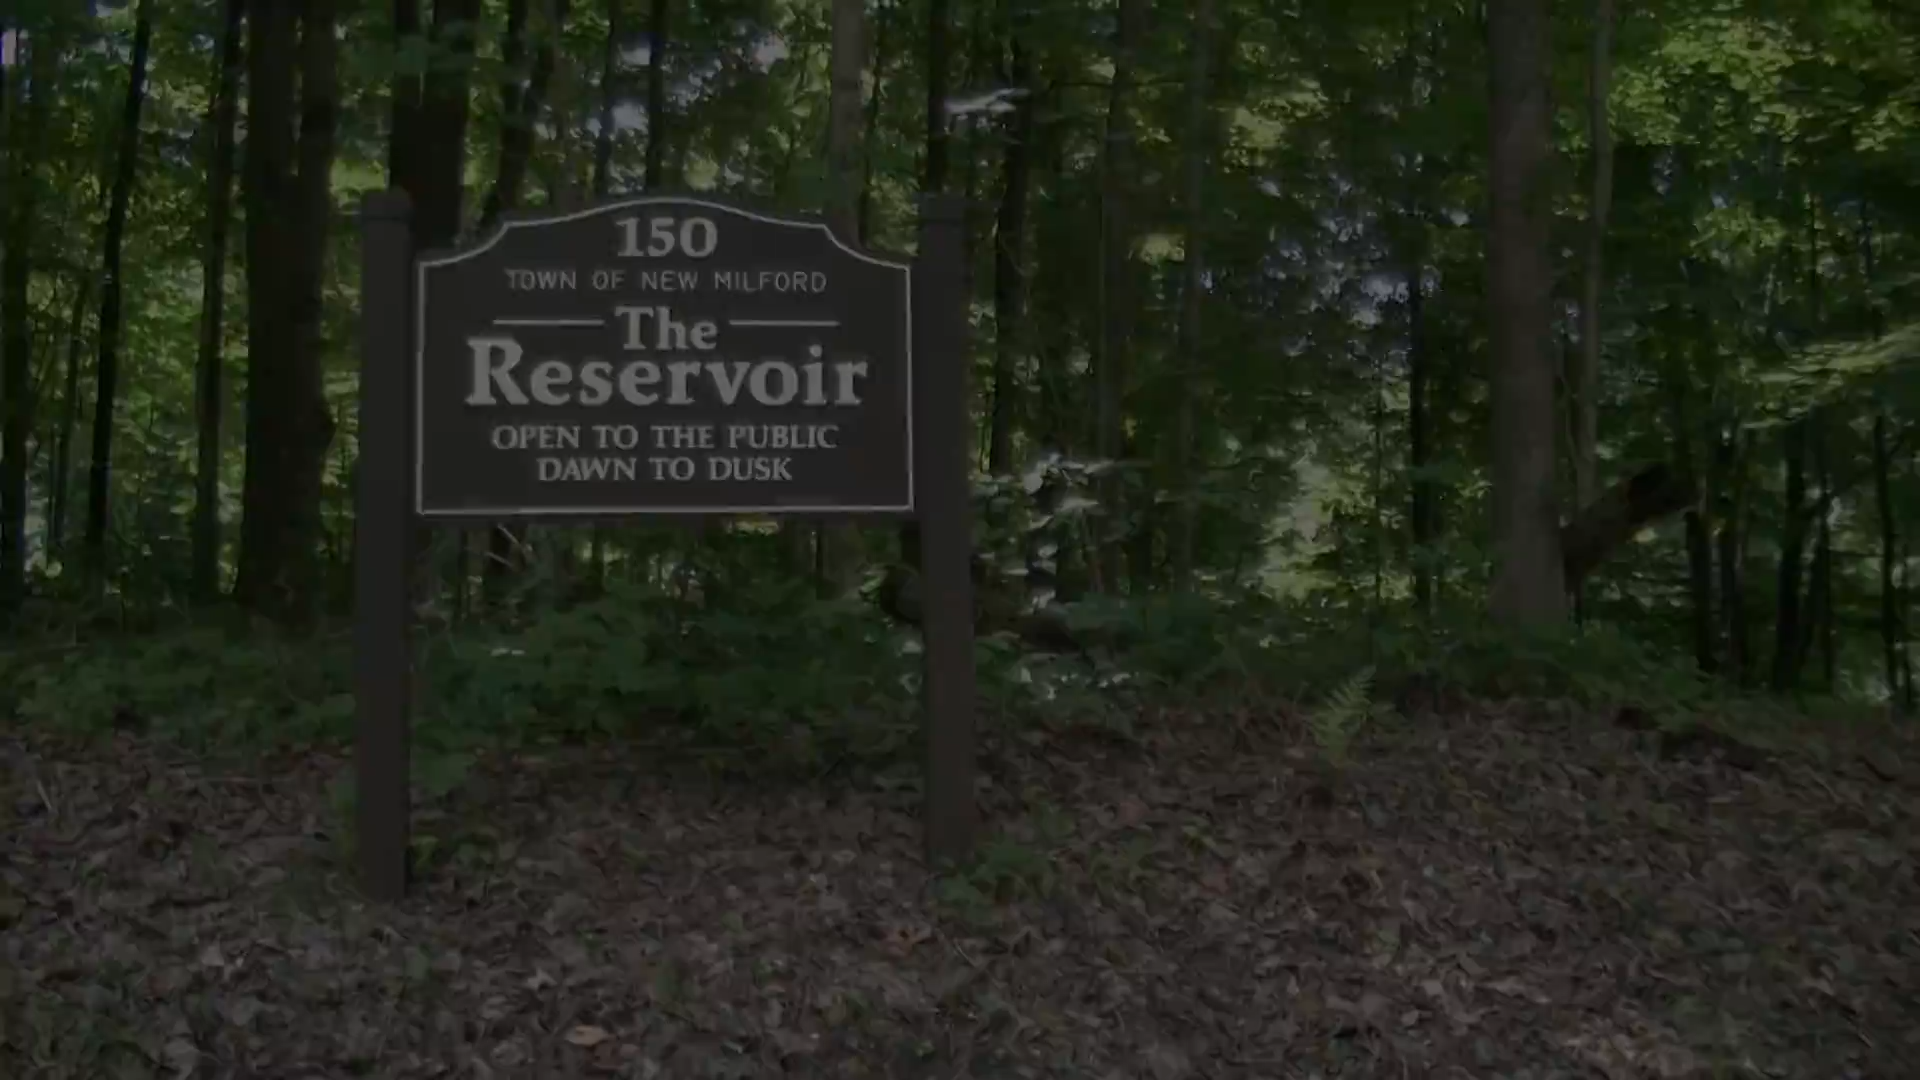 150
TOWN OF NEW MILFORD
The
Reservoir
OPEN TO THE PUBLIC
DAWN TO DUSK